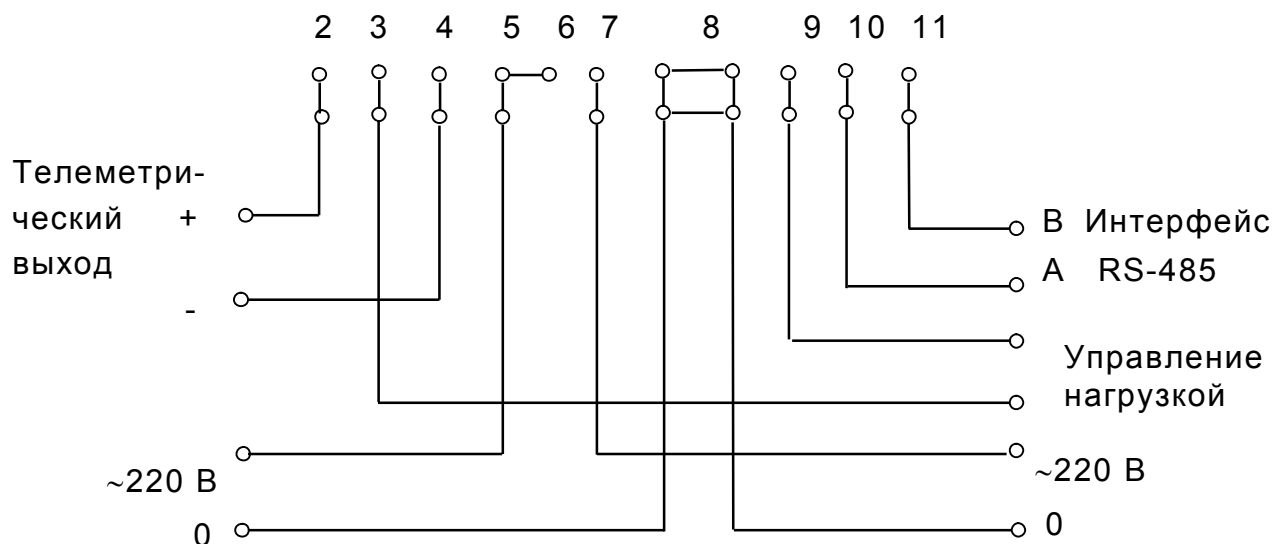 2 3 4 5 6 7 8 9 10 11
Телеметри-
ческий +
выход
-
~220 В
0
В Интерфейс
А RS-485
Управление
нагрузкой
~220 В
0